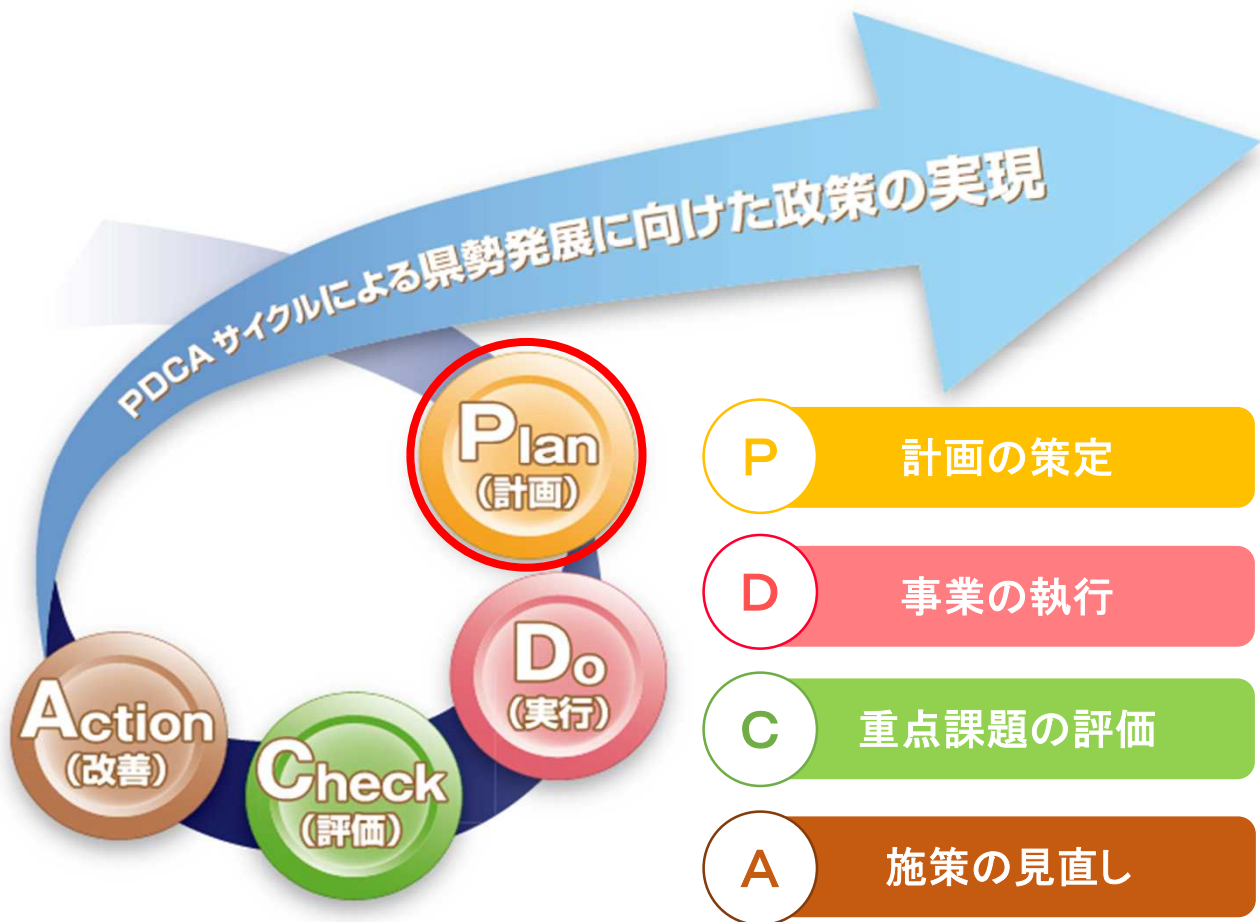 PDCAサイクルによる県勢発展に向けた政策の実現
Plan
（計画）
Do
（実行）
Check
（評価）
Action
（改善）
P 計画の策定
D 事業の執行
C 重点課題の評価
A 施策の見直し